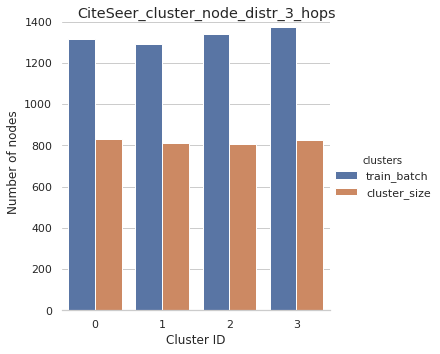 CiteSeer_cluster_node_distr_3_hops
1400
1200
1000
800
600
400
200
0
Number of nodes
0 1 2 3
Cluster ID
clusters
train_batch
cluster_size